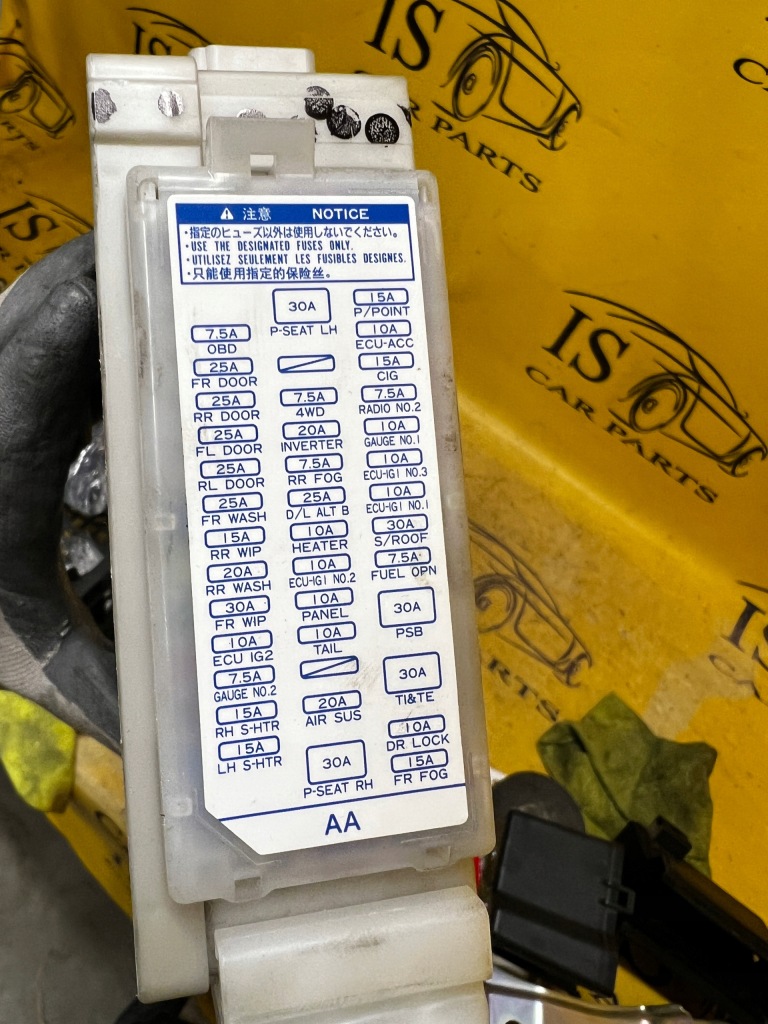 IS
CAR PARTS
IS
IS
CAR PARTS
IS
⚠ 注意 NOTICE
・指定のヒューズ以外は使用しないでください。
・USE THE DESIGNATED FUSES ONLY.
・UTILISEZ SEULEMENT LES FUSIBLES DESIGNES.
・只能使用指定的保险丝。
7.5A
OBD
25A
FR DOOR
25A
RR DOOR
25A
FL DOOR
25A
RL DOOR
25A
FR WASH
15A
RR WIP
20A
RR WASH
30A
FR WIP
10A
ECU IG2
7.5A
GAUGE NO.2
15A
RH S-HTR
15A
LH S-HTR
30A
P-SEAT LH
7.5A
4WD
20A
INVERTER
7.5A
RR FOG
25A
D/L ALT B
10A
HEATER
10A
ECU-IG1 NO.2
10A
PANEL
10A
TAIL
20A
AIR SUS
30A
P-SEAT RH
15A
P/POINT
10A
ECU-ACC
15A
CIG
7.5A
RADIO NO.2
10A
GAUGE NO.1
10A
ECU-IG1 NO.3
10A
ECU-IG1 NO.1
30A
S/ROOF
7.5A
FUEL OPN
30A
PSB
30A
TI&TE
10A
DR LOCK
15A
FR FOG
AA